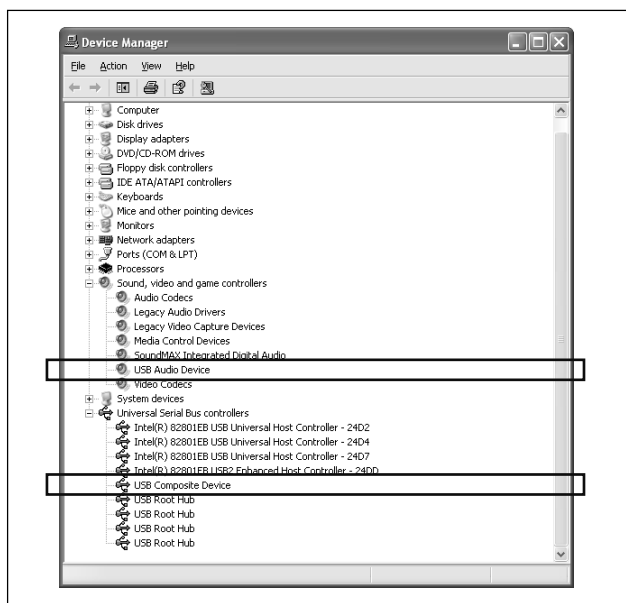 Device Manager
File Action View Help
Computer
Disk drives
Display adapters
DVD/CD-ROM drives
Floppy disk controllers
IDE ATA/ATAPI controllers
Keyboards
Mice and other pointing devices
Monitors
Network adapters
Ports (COM & LPT)
Processors
Sound, video and game controllers
Audio Codecs
Legacy Audio Drivers
Legacy Video Capture Devices
Media Control Devices
SoundMAX Integrated Digital Audio
USB Audio Device
Video Codecs
System devices
Universal Serial Bus controllers
Intel(R) 82801EB USB Universal Host Controller - 24D2
Intel(R) 82801EB USB Universal Host Controller - 24D4
Intel(R) 82801EB USB Universal Host Controller - 24D7
Intel(R) 82801EB USB2 Enhanced Host Controller - 24DD
USB Composite Device
USB Root Hub
USB Root Hub
USB Root Hub
USB Root Hub